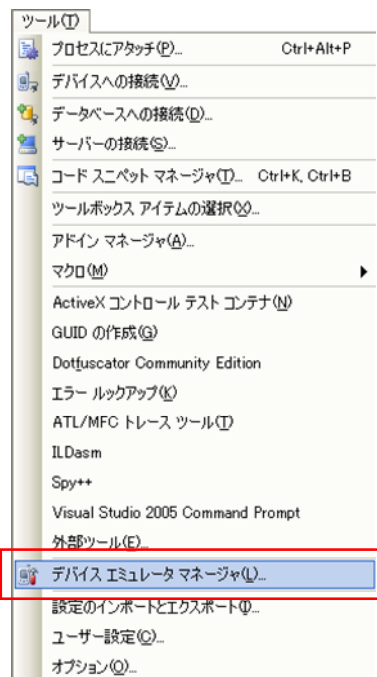 ツール(T)
プロセスにアタッチ(P)... Ctrl+Alt+P
デバイスへの接続(V)...
データベースへの接続(D)...
サーバーの接続(S)...
コード スニペット マネージャ(T)... Ctrl+K, Ctrl+B
ツールボックス アイテムの選択(X)...
アドイン マネージャ(A)...
マクロ(M)
ActiveX コントロール テスト コンテナ(N)
GUID の作成(G)
Dotfuscator Community Edition
エラー ルックアップ(K)
ATL/MFC トレース ツール(T)
ILDasm
Spy++
Visual Studio 2005 Command Prompt
外部ツール(E)...
デバイス エミュレータ マネージャ(L)...
設定のインポートとエクスポート(I)...
ユーザー設定(C)...
オプション(O)...